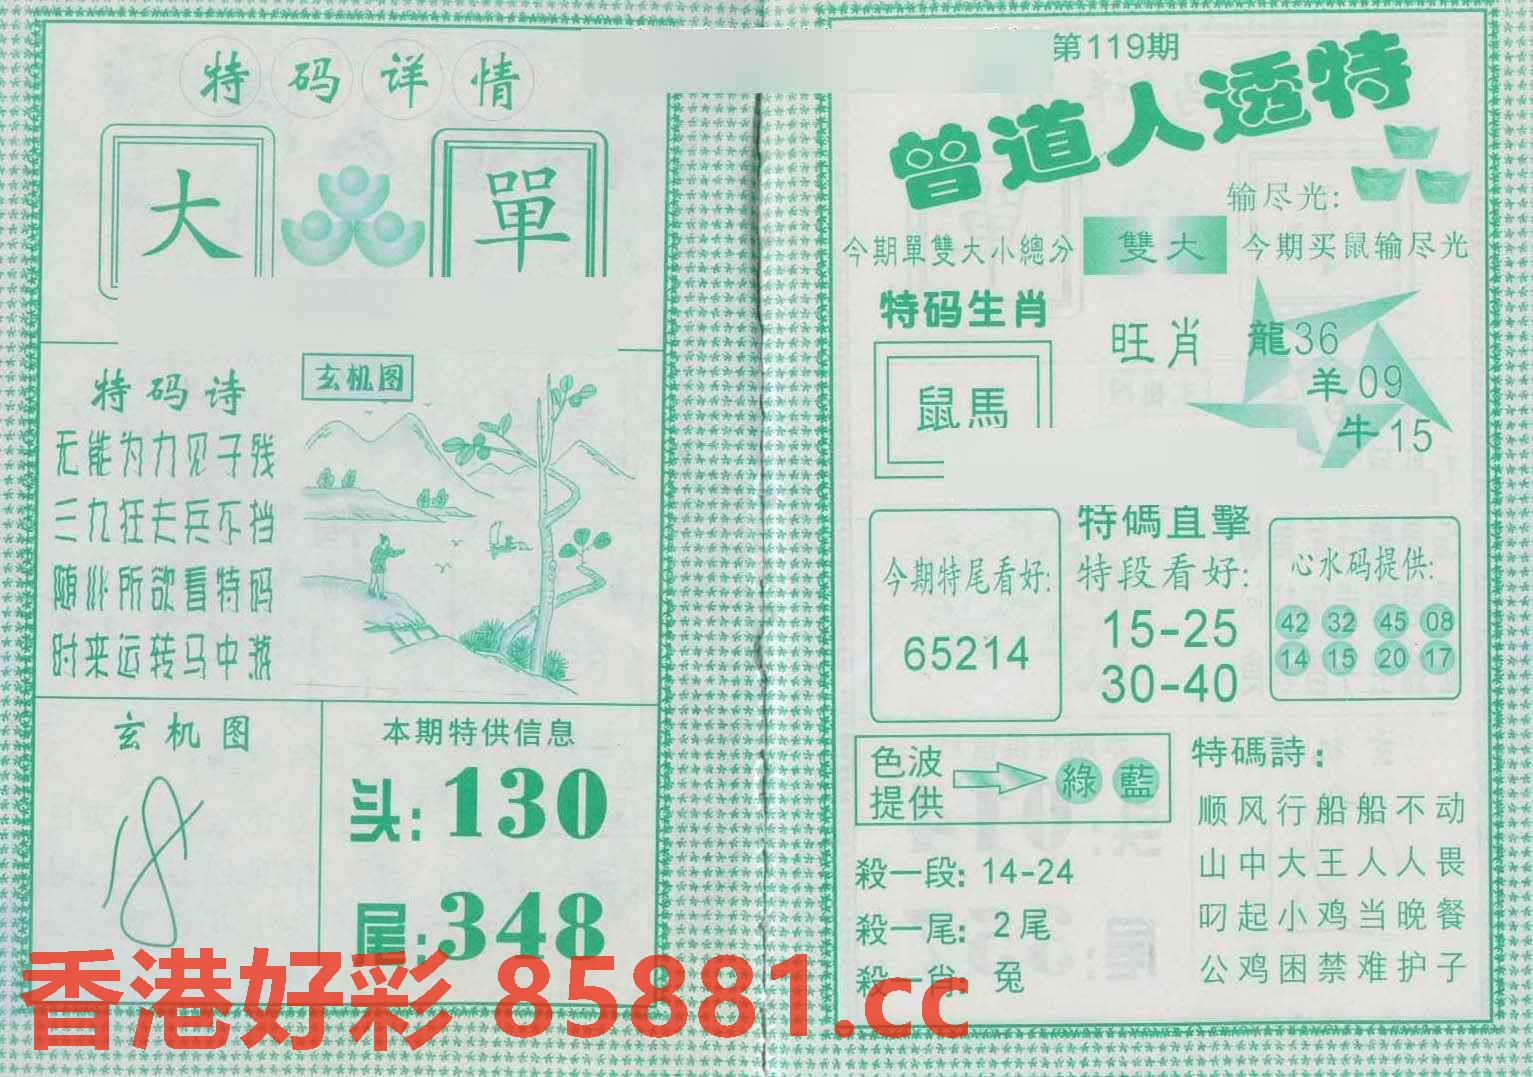 特码详情
大 單
特码诗
无能为力见子残
三九狂走兵不挡
随心所欲看特码
时来运转马中游
玄机图
玄机图
本期特供信息
头:130
尾:348
第119期
曾道人透特
输尽光:
今期單雙大小總分 雙大 今期买鼠输尽光
特码生肖
鼠馬
旺肖
龍36
羊09
牛15
今期特尾看好:
65214
特碼直擊
特段看好:
15-25
30-40
心水码提供:
42 32 45 08
14 15 20 17
色波提供 綠 藍
殺一段: 14-24
殺一尾: 2尾
殺一肖: 兔
特碼詩:
顺风行船船不动
山中大王人人畏
叼起小鸡当晚餐
公鸡困禁难护子
香港好彩 85881.cc